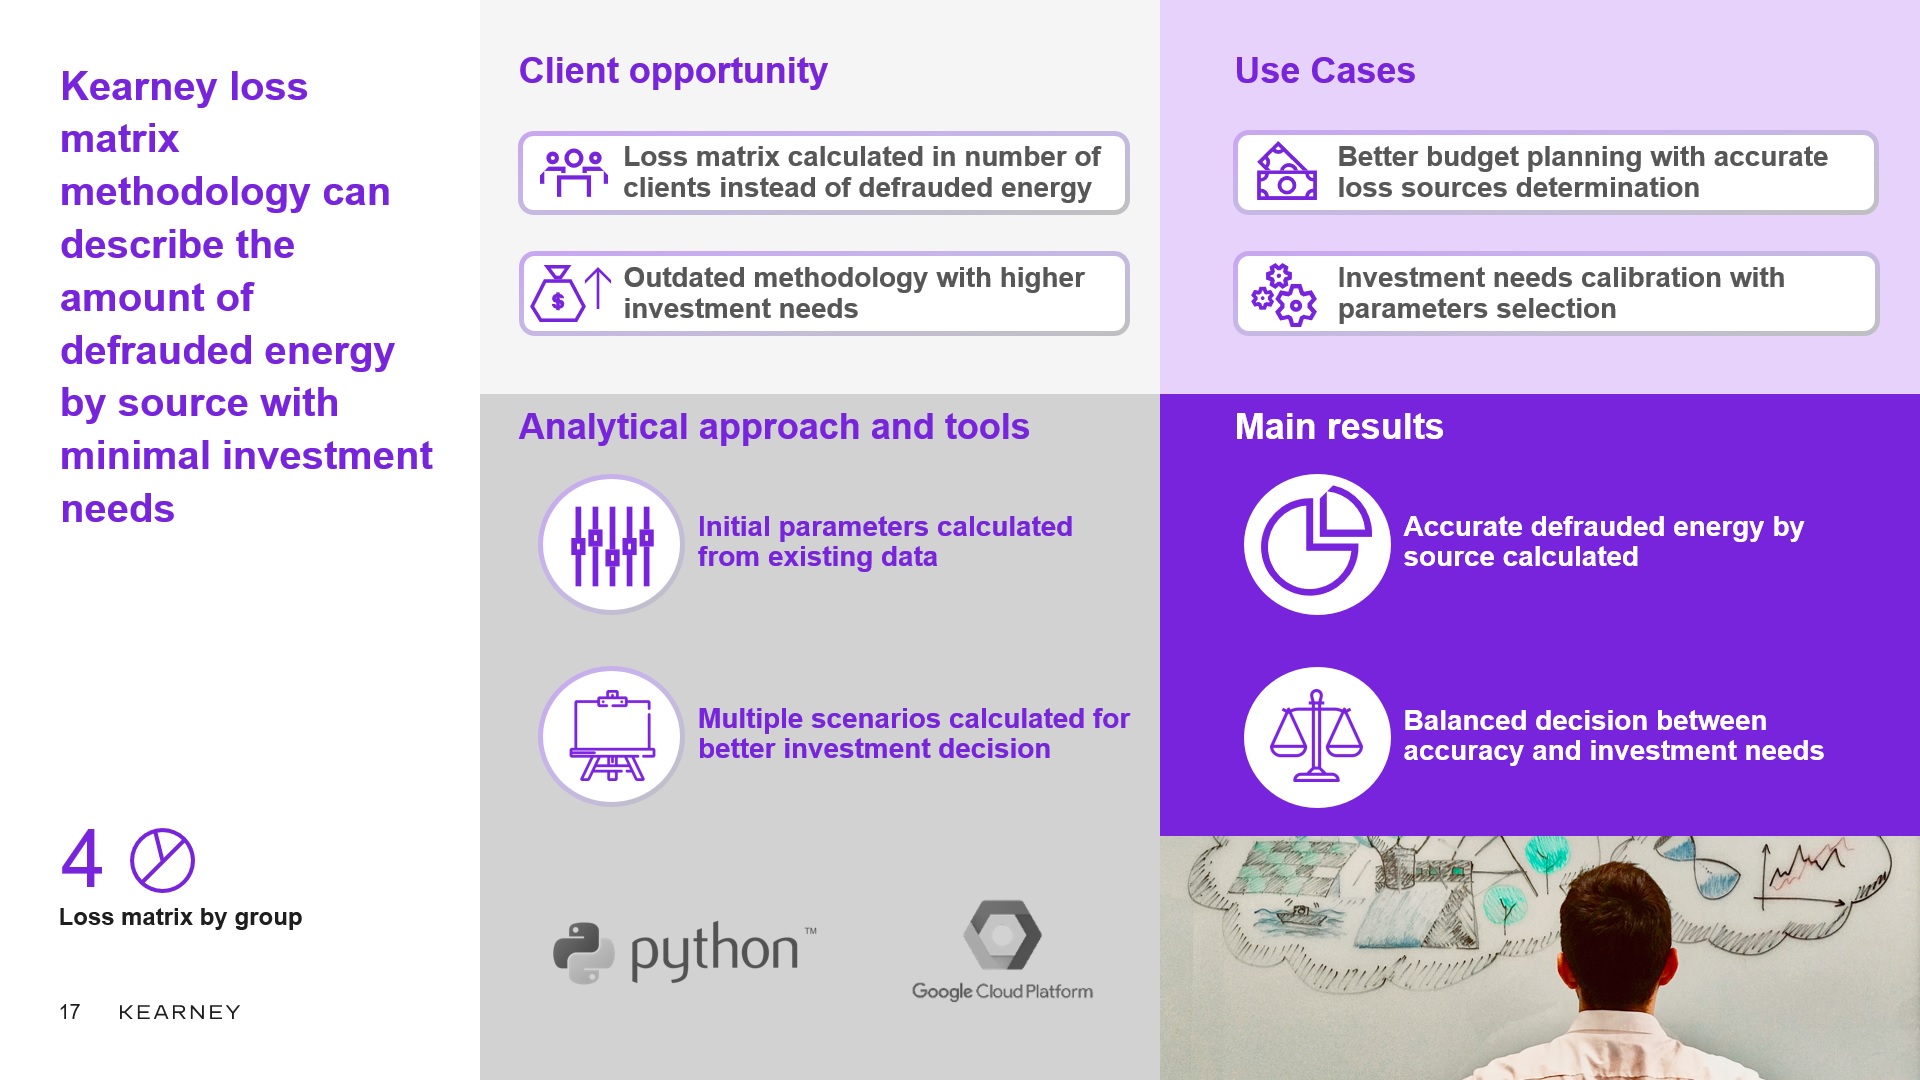 Kearney loss
matrix
methodology can
describe the
amount of
defrauded energy
by source with
minimal investment
needs
4
Loss matrix by group
17 KEARNEY
Client opportunity
Loss matrix calculated in number of
clients instead of defrauded energy
$
Outdated methodology with higher
investment needs
Use Cases
Better budget planning with accurate
loss sources determination
Investment needs calibration with
parameters selection
Analytical approach and tools
Initial parameters calculated
from existing data
Multiple scenarios calculated for
better investment decision
python™
Google Cloud Platform
Main results
Accurate defrauded energy by
source calculated
Balanced decision between
accuracy and investment needs